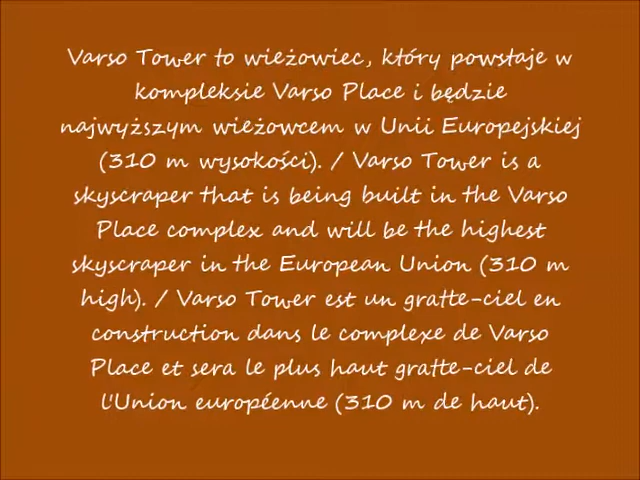 Varso Tower to wieżowiec, który powstaje w
kompleksie Varso Place i będzie
najwyższym wieżowcem w Unii Europejskiej
(310 m wysokości). / Varso Tower is a
skyscraper that is being built in the Varso
Place complex and will be the highest
skyscraper in the European Union (310 m
high). / Varso Tower est un gratte-ciel en
construction dans le complexe de Varso
Place et sera le plus haut gratte-ciel de
l'Union européenne (310 m de haut).